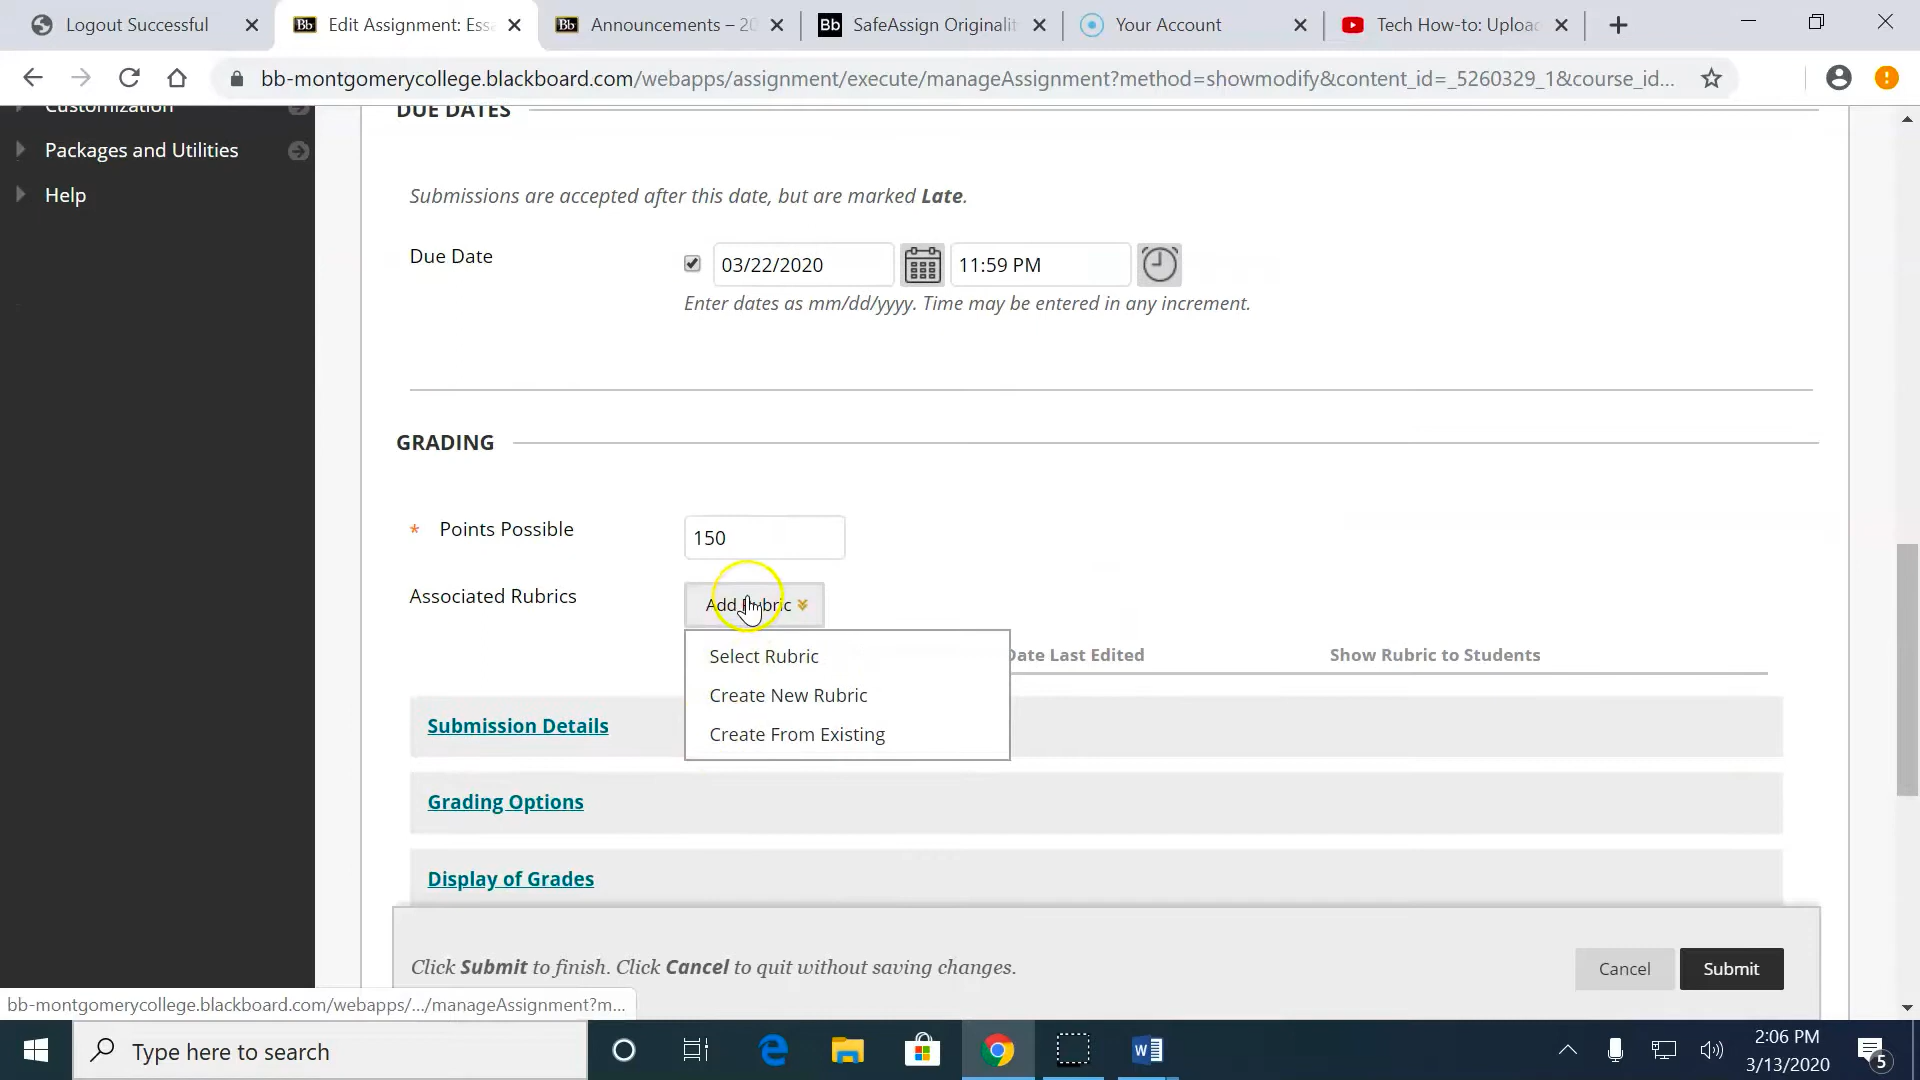 Logout Successful
Edit Assignment: Ess
Announcements – 20
SafeAssign Originalit
Your Account
Tech How-to: Uploa
bb-montgomerycollege.blackboard.com/webapps/assignment/execute/manageAssignment?method=showmodify&content_id=_5260329_1&course_id...
Customization
Packages and Utilities
Help
DUE DATES
Submissions are accepted after this date, but are marked Late.
Due Date
03/22/2020
11:59 PM
Enter dates as mm/dd/yyyy. Time may be entered in any increment.
GRADING
* Points Possible
150
Associated Rubrics
Add Rubric
Select Rubric
Create New Rubric
Create From Existing
Date Last Edited
Show Rubric to Students
Submission Details
Grading Options
Display of Grades
Click Submit to finish. Click Cancel to quit without saving changes.
Cancel
Submit
bb-montgomerycollege.blackboard.com/webapps/.../manageAssignment?m...
Type here to search
2:06 PM
3/13/2020
5